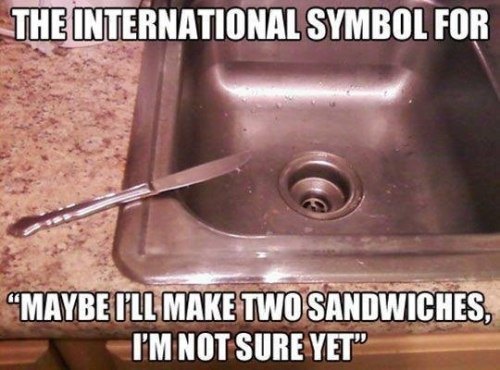 THE INTERNATIONAL SYMBOL FOR
“MAYBE I'LL MAKE TWO SANDWICHES,
I'M NOT SURE YET”